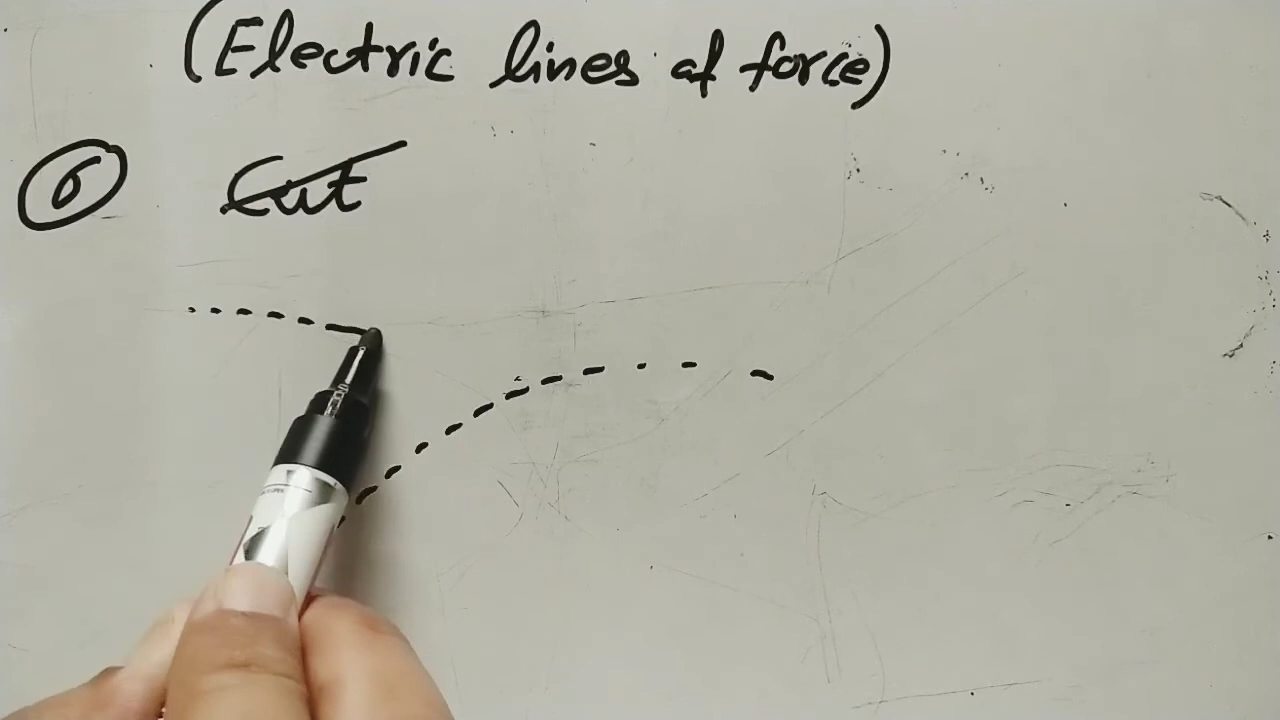 (Electric lines of force)
⑥ Cut